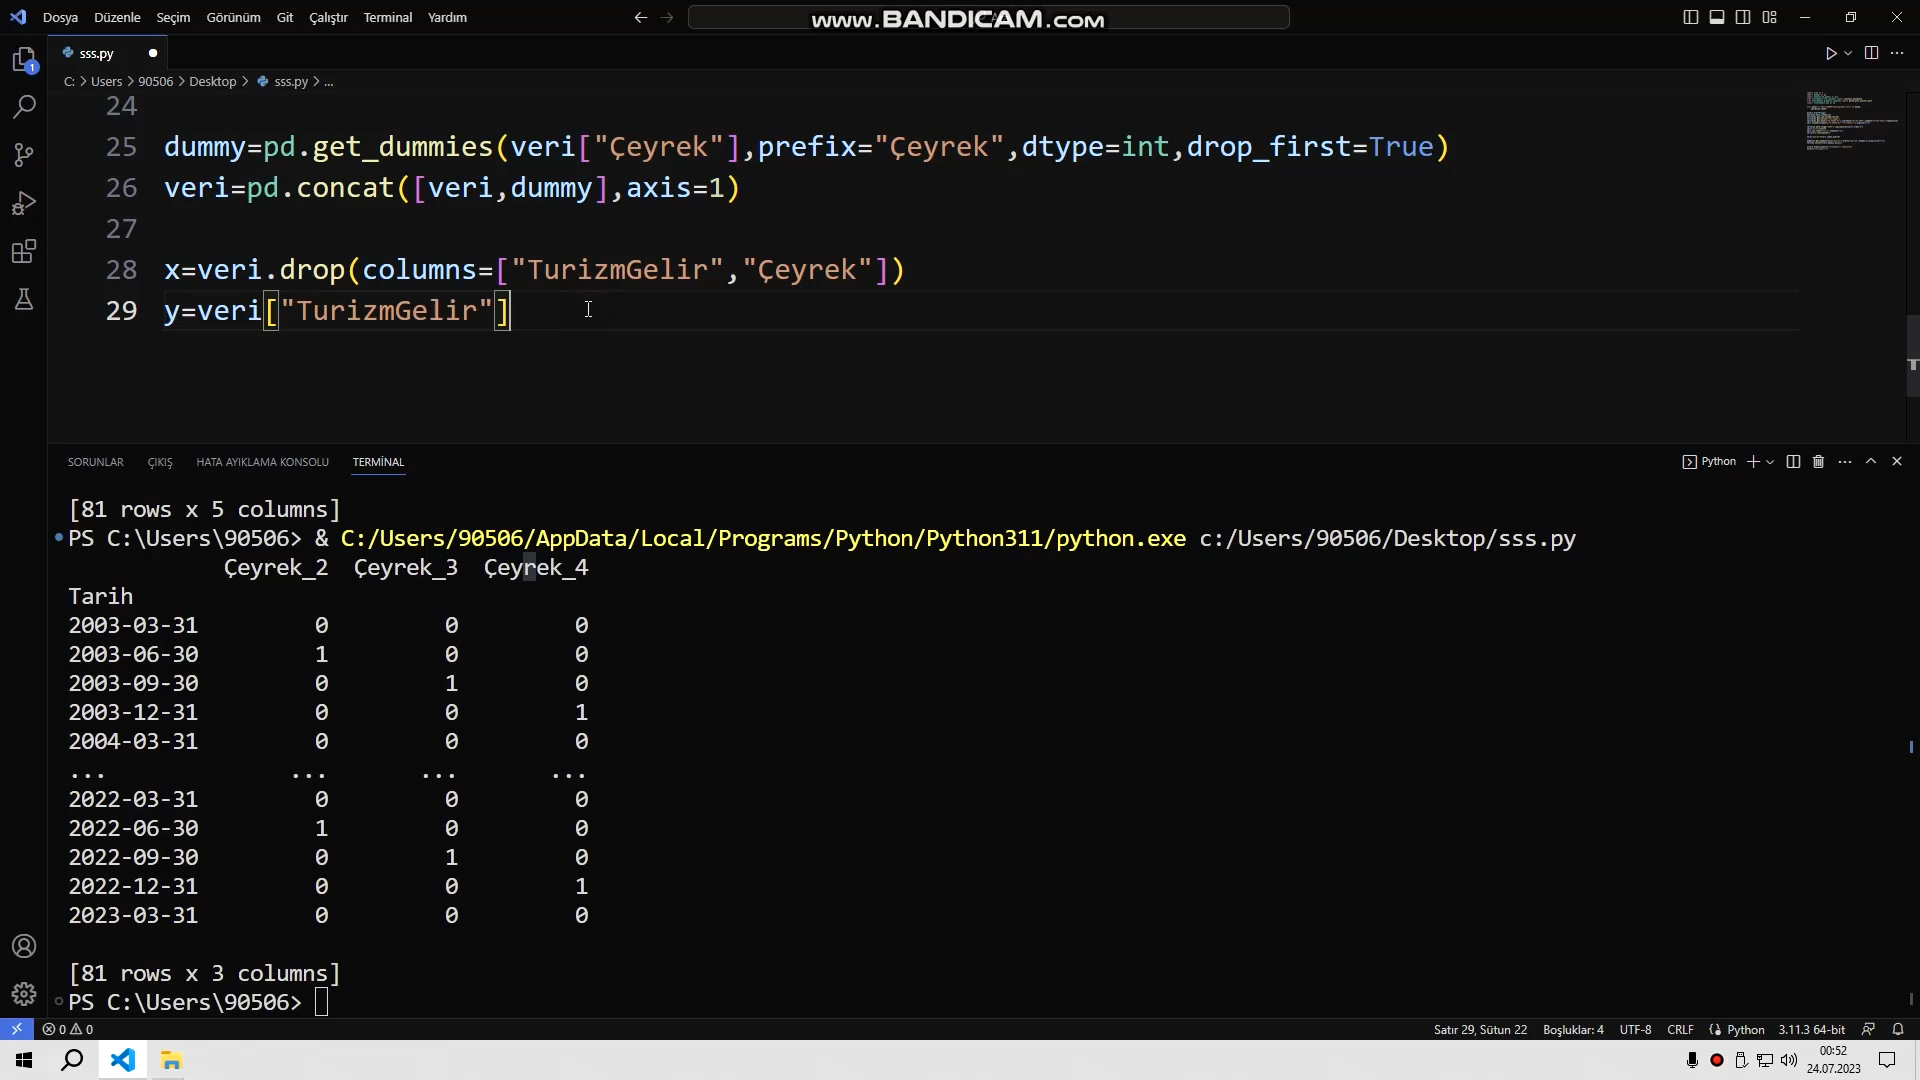 Dosya Düzenle Seçim Görünüm Git Çalıştır Terminal Yardım
www.BANDICAM.com
sss.py
C: > Users > 90506 > Desktop > sss.py > ...
24
25 dummy=pd.get_dummies(veri["Çeyrek"],prefix="Çeyrek",dtype=int,drop_first=True)
26 veri=pd.concat([veri,dummy],axis=1)
27
28 x=veri.drop(columns=["TurizmGelir","Çeyrek"])
29 y=veri["TurizmGelir"]
SORUNLAR ÇIKIŞ HATA AYIKLAMA KONSOLU TERMİNAL
Python
[81 rows x 5 columns]
PS C:\Users\90506> & C:/Users/90506/AppData/Local/Programs/Python/Python311/python.exe c:/Users/90506/Desktop/sss.py
Çeyrek_2 Çeyrek_3 Çeyrek_4
Tarih
2003-03-31 0 0 0
2003-06-30 1 0 0
2003-09-30 0 1 0
2003-12-31 0 0 1
2004-03-31 0 0 0
... ... ... ...
2022-03-31 0 0 0
2022-06-30 1 0 0
2022-09-30 0 1 0
2022-12-31 0 0 1
2023-03-31 0 0 0
[81 rows x 3 columns]
PS C:\Users\90506>
0 0
Satır 29, Sütun 22 Boşluklar: 4 UTF-8 CRLF Python 3.11.3 64-bit
00:52
24.07.2023